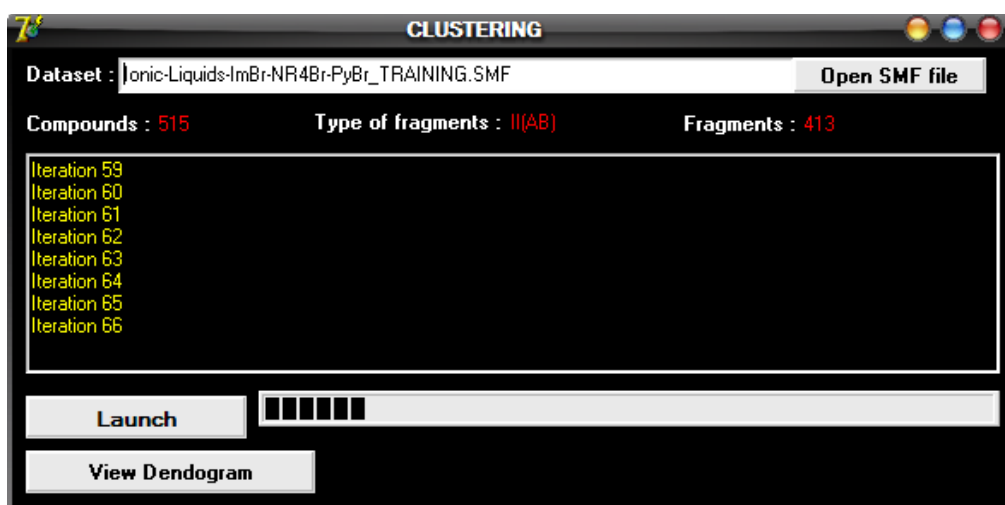 CLUSTERING
Dataset : Ionic-Liquids-ImBr-NR4Br-PyBr_TRAINING.SMF Open SMF file
Compounds : 515 Type of fragments : II(AB) Fragments : 413
Iteration 59
Iteration 60
Iteration 61
Iteration 62
Iteration 63
Iteration 64
Iteration 65
Iteration 66
Launch
View Dendogram